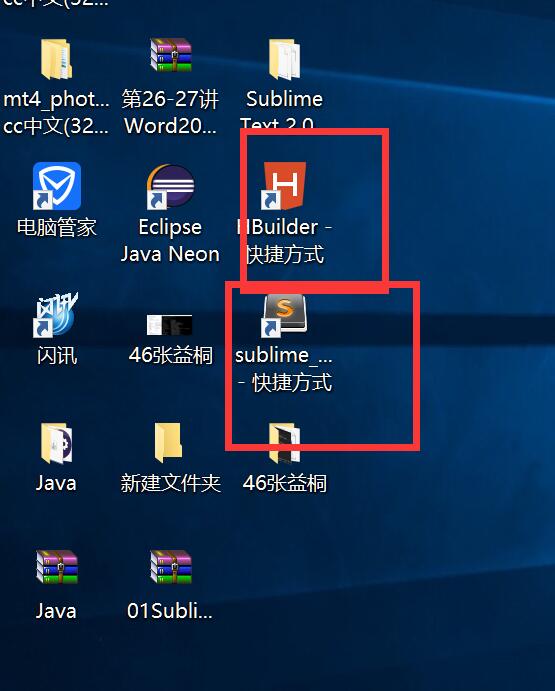 cc中文(32...
mt4_phot...
cc中文(32...
第26-27讲
Word20...
Sublime
Text 2.0...
电脑管家
Eclipse
Java Neon
HBuilder -
快捷方式
闪讯
46张益桐
sublime_...
- 快捷方式
Java
新建文件夹
46张益桐
Java
01Subli...